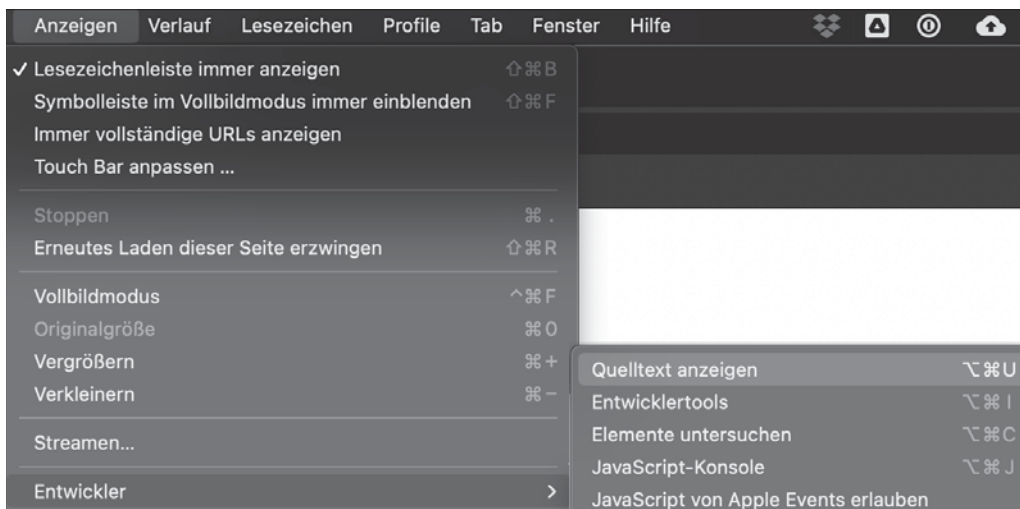 Anzeigen Verlauf Lesezeichen Profile Tab Fenster Hilfe
✓ Lesezeichenleiste immer anzeigen ⇧⌘B
Symbolleiste im Vollbildmodus immer einblenden ⇧⌘F
Immer vollständige URLs anzeigen
Touch Bar anpassen ...
Stoppen ⌘.
Erneutes Laden dieser Seite erzwingen ⇧⌘R
Vollbildmodus ^⌘F
Originalgröße ⌘0
Vergrößern ⌘+
Verkleinern ⌘−
Streamen...
Entwickler >
Quelltext anzeigen ⌥⌘U
Entwicklertools ⌥⌘I
Elemente untersuchen ⌥⌘C
JavaScript-Konsole ⌥⌘J
JavaScript von Apple Events erlauben